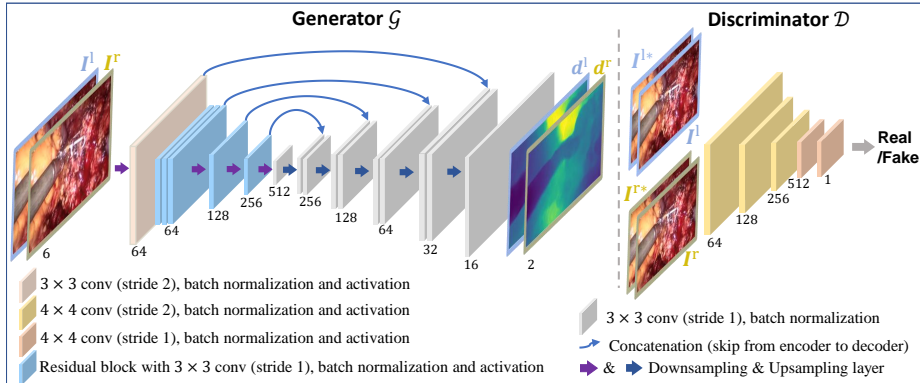 Generator 𝒢
Discriminator 𝒟
I^l I^r
d^l d^r
I^l*
I^l
I^r*
I^r
6
64
64
128
256
512
256
128
64
32
16
2
64
128
256
512
1
Real
/Fake
3 × 3 conv (stride 2), batch normalization and activation
4 × 4 conv (stride 2), batch normalization and activation
4 × 4 conv (stride 1), batch normalization and activation
Residual block with 3 × 3 conv (stride 1), batch normalization and activation
3 × 3 conv (stride 1), batch normalization
Concatenation (skip from encoder to decoder)
& Downsampling & Upsampling layer